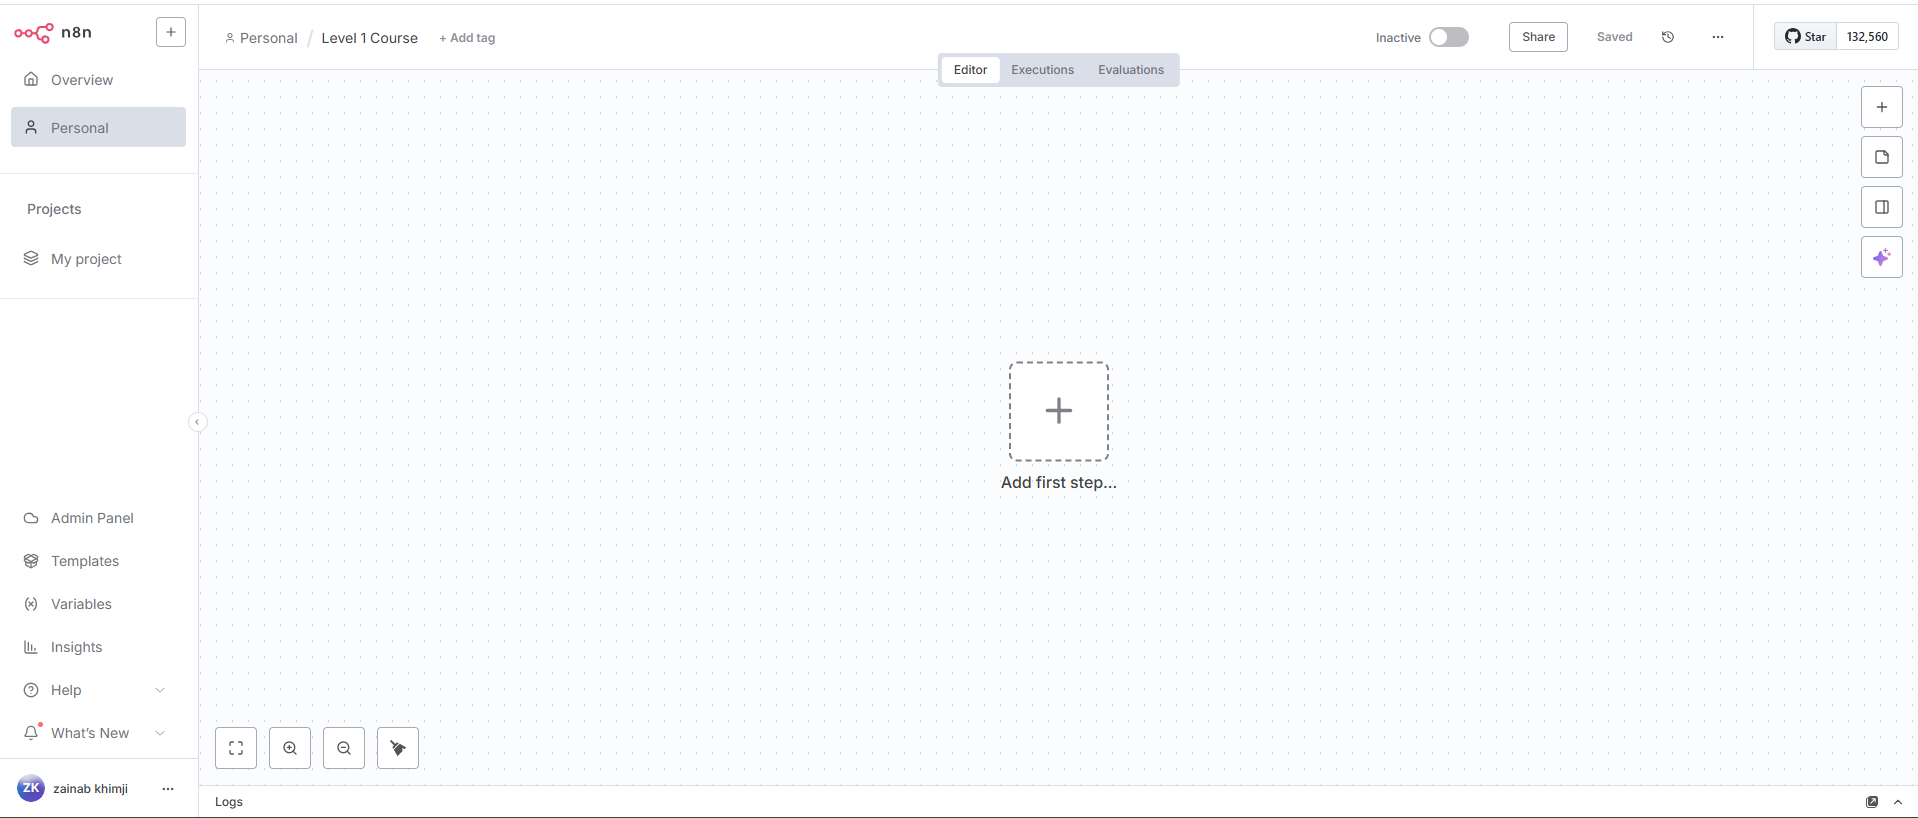 n8n
Overview
Personal
Projects
My project
Admin Panel
Templates
Variables
Insights
Help
What's New
ZK zainab khimji
Personal / Level 1 Course + Add tag
Inactive Share Saved ... Star 132,560
Editor Executions Evaluations
Add first step...
Logs